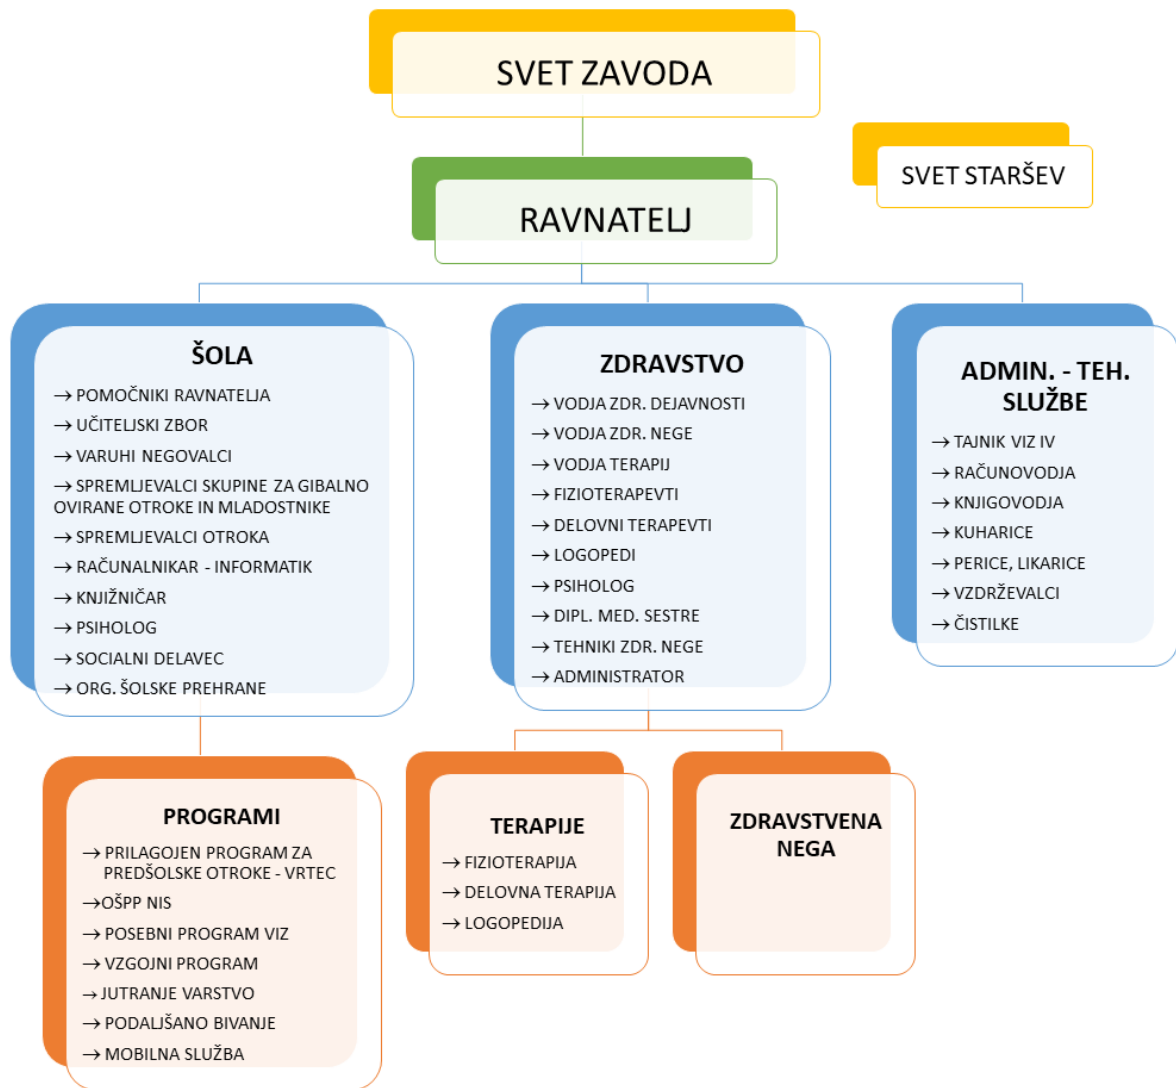 SVET ZAVODA
SVET STARŠEV
RAVNATELJ
ŠOLA
→ POMOČNIKI RAVNATELJA
→ UČITELJSKI ZBOR
→ VARUHI NEGOVALCI
→ SPREMLJEVALCI SKUPINE ZA GIBALNO
OVIRANE OTROKE IN MLADOSTNIKE
→ SPREMLJEVALCI OTROKA
→ RAČUNALNIKAR - INFORMATIK
→ KNJIŽNIČAR
→ PSIHOLOG
→ SOCIALNI DELAVEC
→ ORG. ŠOLSKE PREHRANE
ZDRAVSTVO
→ VODJA ZDR. DEJAVNOSTI
→ VODJA ZDR. NEGE
→ VODJA TERAPIJ
→ FIZIOTERAPEVTI
→ DELOVNI TERAPEVTI
→ LOGOPEDI
→ PSIHOLOG
→ DIPL. MED. SESTRE
→ TEHNIKI ZDR. NEGE
→ ADMINISTRATOR
ADMIN. - TEH.
SLUŽBE
→ TAJNIK VIZ IV
→ RAČUNOVODJA
→ KNJIGOVODJA
→ KUHARICE
→ PERICE, LIKARICE
→ VZDRŽEVALCI
→ ČISTILKE
PROGRAMI
→ PRILAGOJEN PROGRAM ZA
PREDŠOLSKE OTROKE - VRTEC
→OŠPP NIS
→ POSEBNI PROGRAM VIZ
→ VZGOJNI PROGRAM
→ JUTRANJE VARSTVO
→ PODALJŠANO BIVANJE
→ MOBILNA SLUŽBA
TERAPIJE
→ FIZIOTERAPIJA
→ DELOVNA TERAPIJA
→ LOGOPEDIJA
ZDRAVSTVENA
NEGA